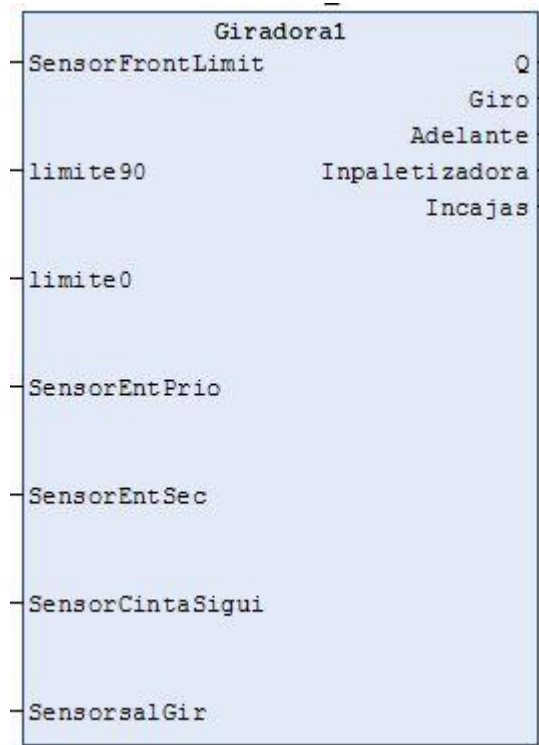 Giradora1
SensorFrontLimit Q
Giro
Adelante
limite90 Inpaletizadora
Incajas
limite0
SensorEntPrio
SensorEntSec
SensorCintaSigui
SensorsalGir